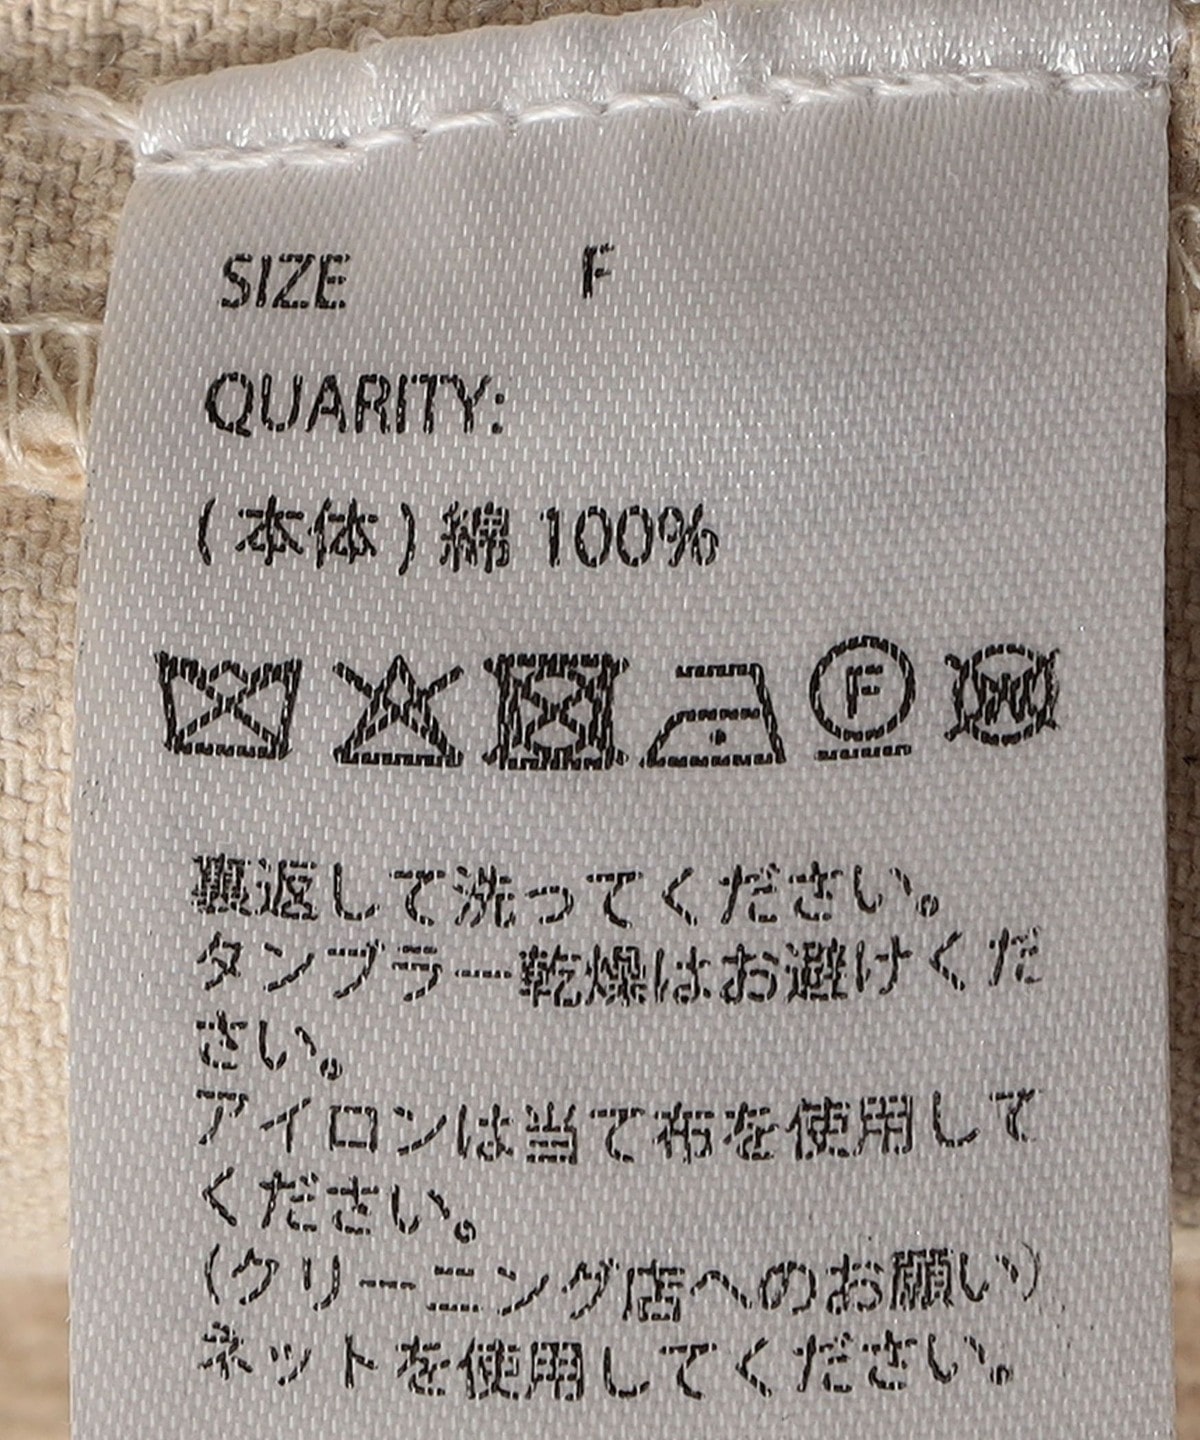 SIZE F
QUARITY:
(本体)綿 100%
F
W
裏返して洗ってください。
タンブラー乾燥はお避けくだ
さい。
アイロンは当て布を使用して
ください。
(クリーニング店へのお願い)
ネットを使用してください。